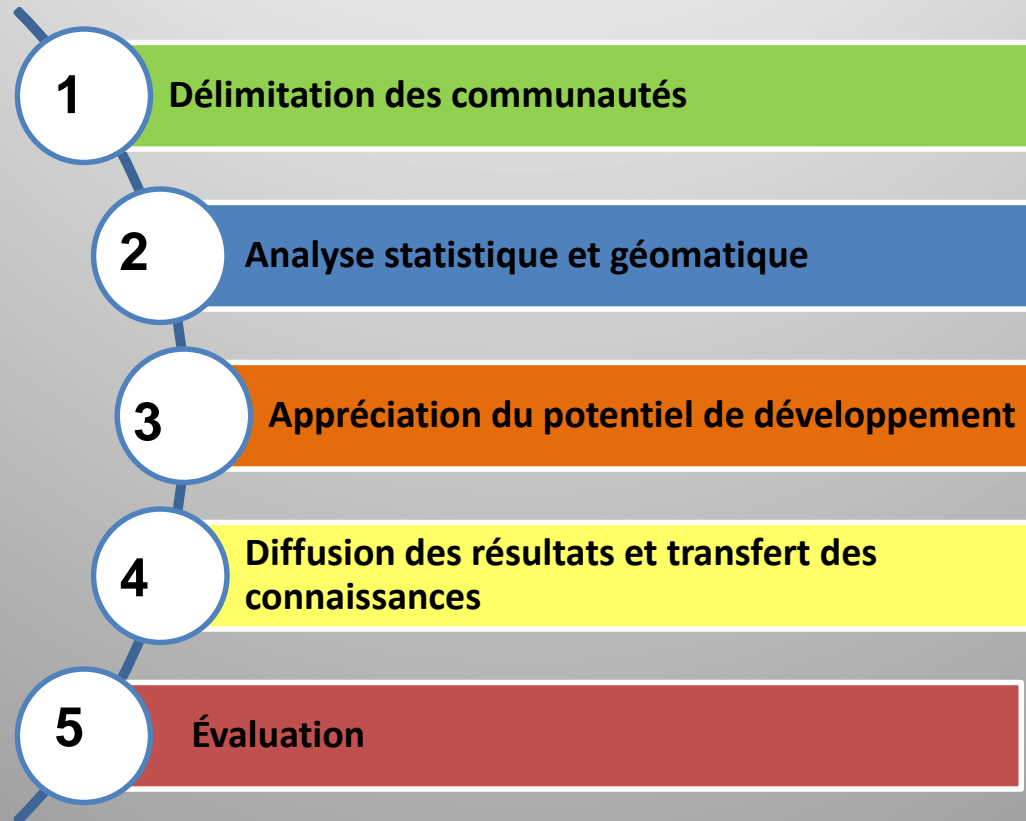 1
Délimitation des communautés
2
Analyse statistique et géomatique
3
Appréciation du potentiel de développement
4
Diffusion des résultats et transfert des
connaissances
5
Évaluation